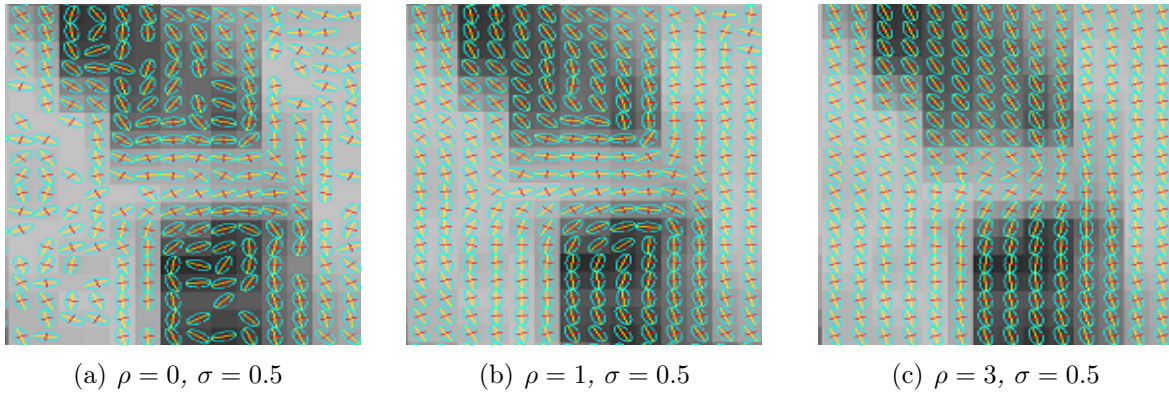 (a) ρ = 0, σ = 0.5
(b) ρ = 1, σ = 0.5
(c) ρ = 3, σ = 0.5